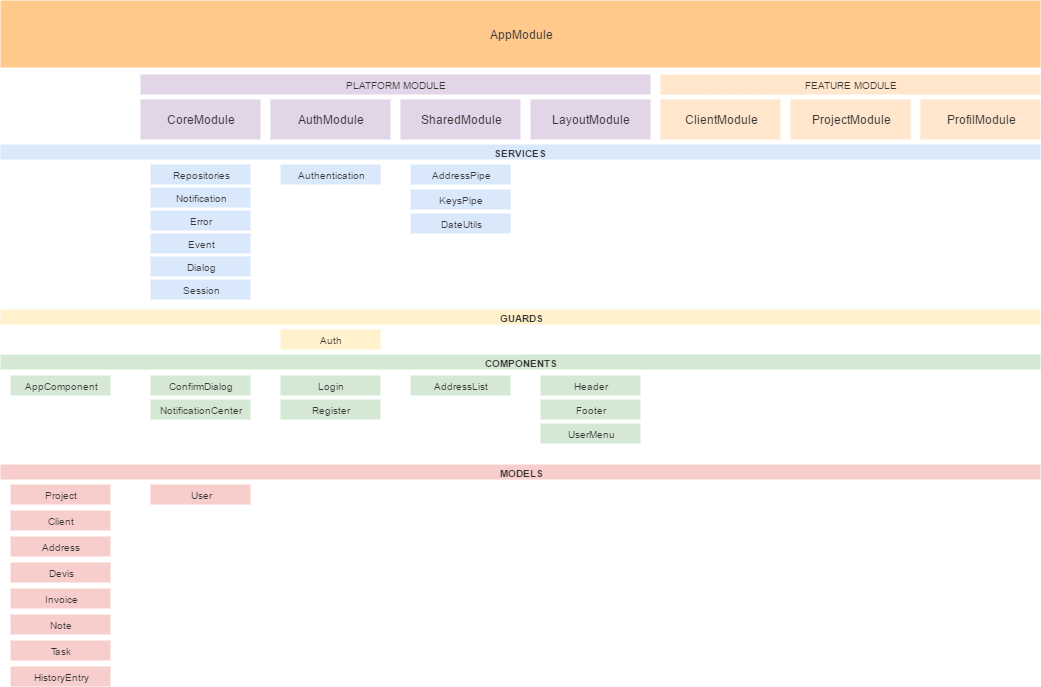 AppModule
PLATFORM MODULE FEATURE MODULE
CoreModule AuthModule SharedModule LayoutModule ClientModule ProjectModule ProfilModule
SERVICES
Repositories Authentication AddressPipe
Notification KeysPipe
Error DateUtils
Event
Dialog
Session
GUARDS
Auth
COMPONENTS
AppComponent ConfirmDialog Login AddressList Header
NotificationCenter Register Footer
UserMenu
MODELS
Project User
Client
Address
Devis
Invoice
Note
Task
HistoryEntry